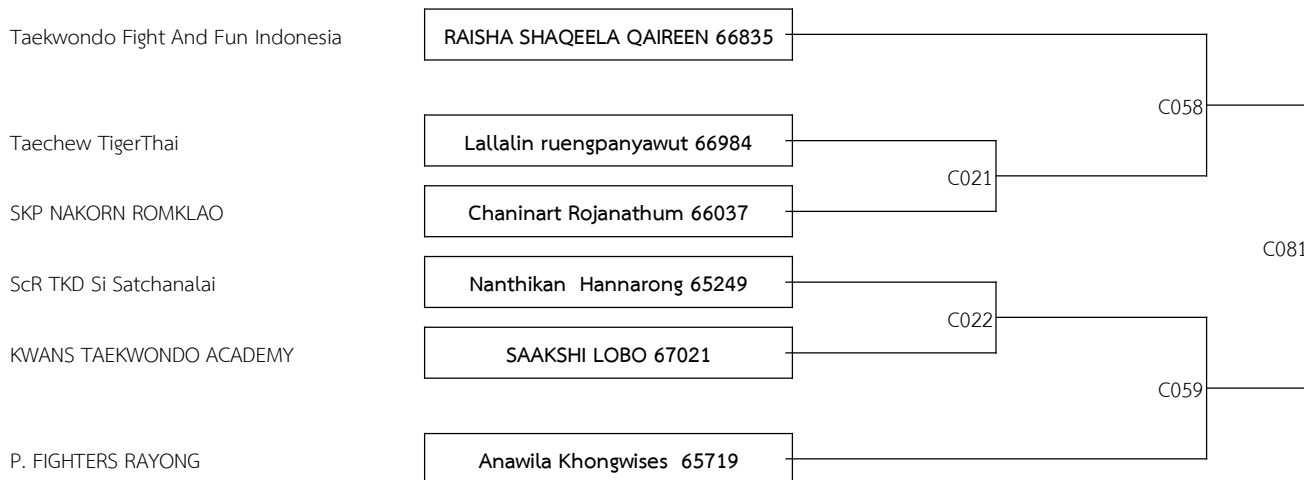 Taekwondo Fight And Fun Indonesia
RAISHA SHAQEELA QAIREEN 66835
C058
Taechew TigerThai
Lallalin ruengpanyawut 66984
C021
SKP NAKORN ROMKLAO
Chaninart Rojanathum 66037
C081
ScR TKD Si Satchanalai
Nanthikan  Hannarong 65249
C022
KWANS TAEKWONDO ACADEMY
SAAKSHI LOBO 67021
C059
P. FIGHTERS RAYONG
Anawila Khongwises  65719